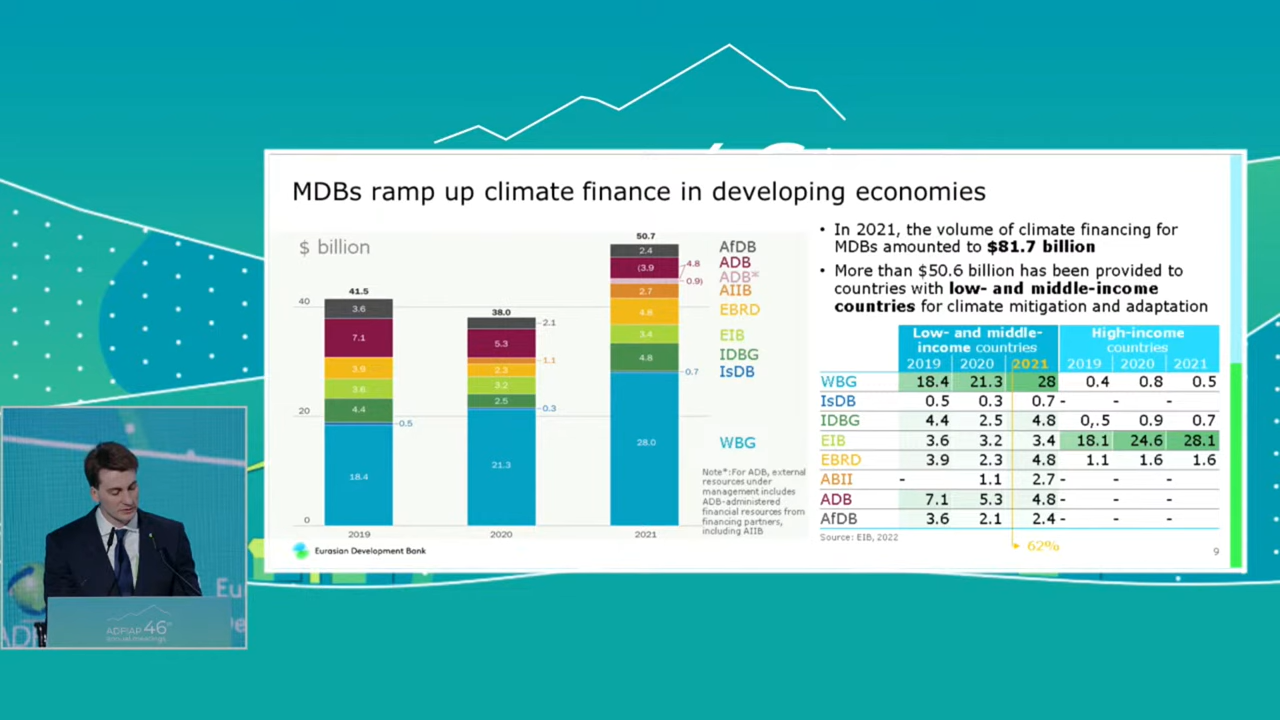 MDBs ramp up climate finance in developing economies
$ billion
40
20
0
41.5
3.6
7.1
3.9
3.6
4.4
0.5
18.4
2019
38.0
2.1
5.3
1.1
2.3
3.2
2.5
0.3
21.3
2020
50.7
2.4
(3.9
4.8
0.9)
2.7
4.8
3.4
4.8
0.7
28.0
2021
AfDB
ADB
ADB*
AIIB
EBRD
EIB
IDBG
IsDB
WBG
Note*:For ADB, external
resources under
management includes
ADB-administered
financial resources from
financing partners,
including AIIB
Eurasian Development Bank
• In 2021, the volume of climate financing for
MDBs amounted to $81.7 billion
• More than $50.6 billion has been provided to
countries with low- and middle-income
countries for climate mitigation and adaptation
Low- and middle- High-income
income countries countries
2019 2020 2021 2019 2020 2021
WBG 18.4 21.3 28 0.4 0.8 0.5
IsDB 0.5 0.3 0.7 - - -
IDBG 4.4 2.5 4.8 0,.5 0.9 0.7
EIB 3.6 3.2 3.4 18.1 24.6 28.1
EBRD 3.9 2.3 4.8 1.1 1.6 1.6
ABII - 1.1 2.7 - - -
ADB 7.1 5.3 4.8 - - -
AfDB 3.6 2.1 2.4 - - -
Source: EIB, 2022
62%
9
Eu
De
ADFIAP 46th
annual meetings